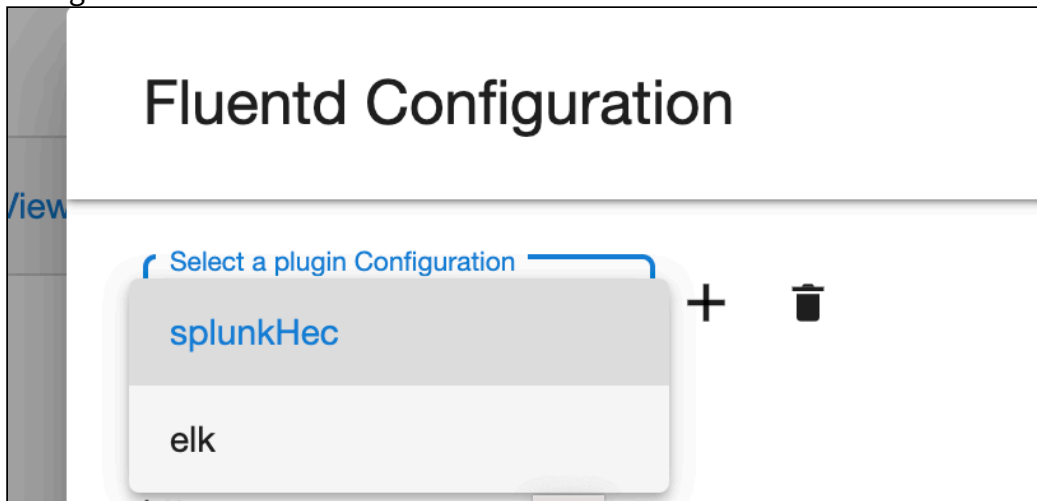 Fluentd Configuration
View
Select a plugin Configuration
splunkHec
elk